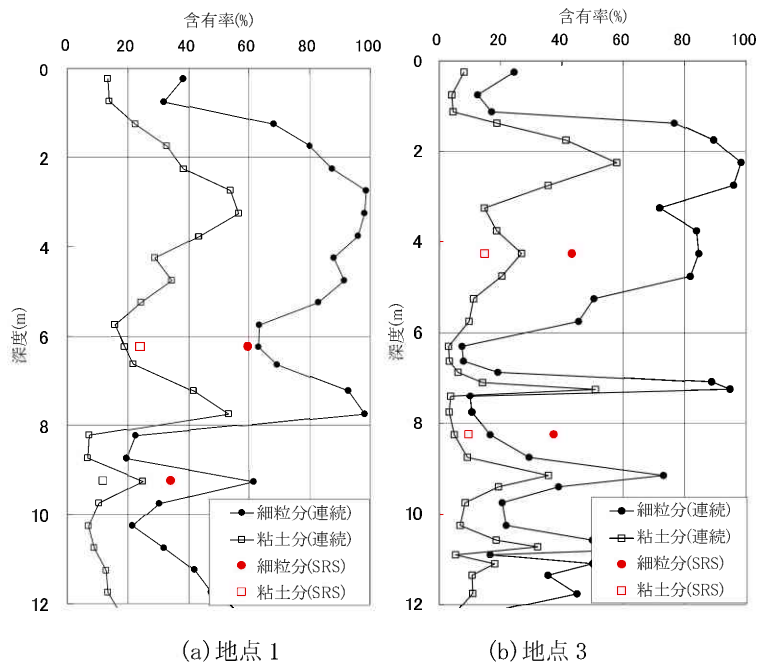 含有率(%)
0 20 40 60 80 100
0
2
4
6
8
10
12
深度(m)
細粒分(連続)
粘土分(連続)
細粒分(SRS)
粘土分(SRS)
(a)地点1
含有率(%)
0 20 40 60 80 100
0
2
4
6
8
10
12
深度(m)
細粒分(連続)
粘土分(連続)
細粒分(SRS)
粘土分(SRS)
(b)地点3